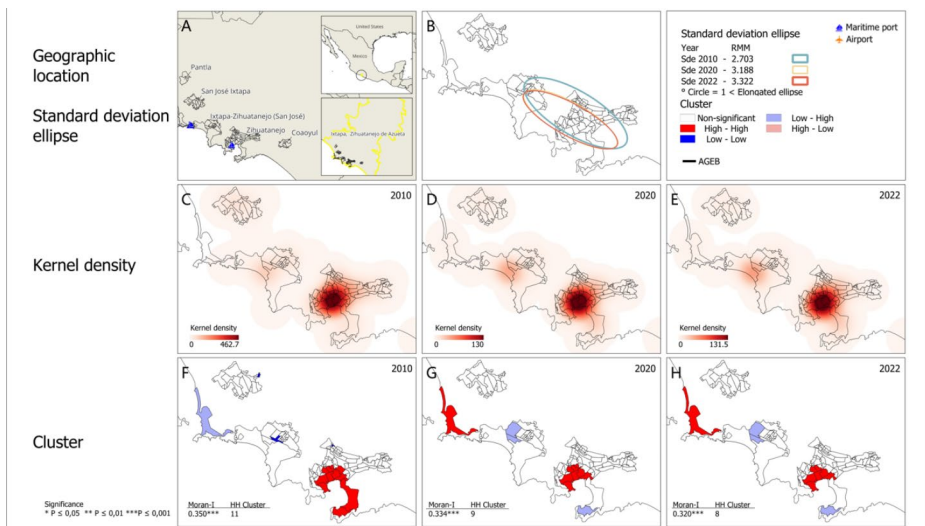 Geographic
location
Standard deviation
ellipse
A
United States
Mexico
Pantla
San José Ixtapa
Ixtapa-Zihuatanejo (San José)
Zihuatanejo
Coacoyul
Ixtapa, Zihuatanejo de Azueta
B
Standard deviation ellipse
Year RMM
Sde 2010 - 2.703
Sde 2020 - 3.188
Sde 2022 - 3.322
° Circle = 1 < Elongated ellipse
Cluster
Non-significant
High - High
Low - Low
Low - High
High - Low
AGEB
Maritime port
Airport
Kernel density
C 2010
Kernel density
0 462.7
D 2020
Kernel density
0 130
E 2022
Kernel density
0 131.5
Cluster
Significance
* P ≤ 0,05 ** P ≤ 0,01 ***P ≤ 0,001
F 2010
Moran-I HH Cluster
0.350*** 11
G 2020
Moran-I HH Cluster
0.334*** 9
H 2022
Moran-I HH Cluster
0.320*** 8